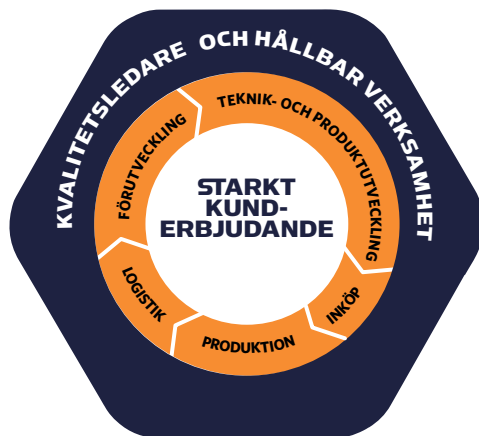 KVALITETSLEDARE OCH HÅLLBAR VERKSAMHET
FÖRUTVECKLING
TEKNIK- OCH PRODUKTUTVECKLING
INKÖP
PRODUKTION
LOGISTIK
STARKT
KUND-
ERBJUDANDE